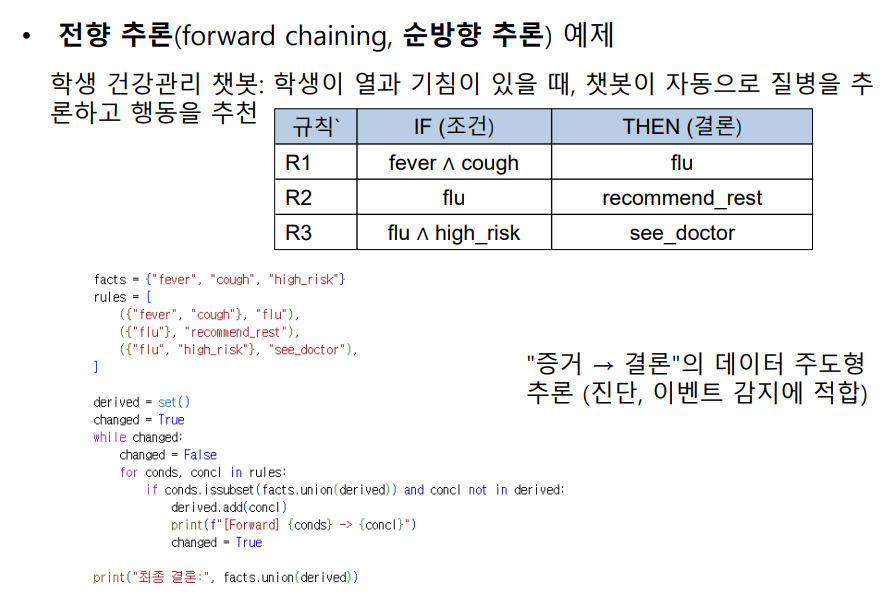 • 전향 추론(forward chaining, 순방향 추론) 예제
학생 건강관리 챗봇: 학생이 열과 기침이 있을 때, 챗봇이 자동으로 질병을 추
론하고 행동을 추천
규칙` IF (조건) THEN (결론)
R1 fever ∧ cough flu
R2 flu recommend_rest
R3 flu ∧ high_risk see_doctor
facts = {"fever", "cough", "high_risk"}
rules = [
    ({"fever", "cough"}, "flu"),
    ({"flu"}, "recommend_rest"),
    ({"flu", "high_risk"}, "see_doctor"),
]
"증거 → 결론"의 데이터 주도형
추론 (진단, 이벤트 감지에 적합)
derived = set()
changed = True
while changed:
    changed = False
    for conds, concl in rules:
        if conds.issubset(facts.union(derived)) and concl not in derived:
            derived.add(concl)
            print(f"[Forward] {conds} -> {concl}")
            changed = True
print("최종 결론:", facts.union(derived))